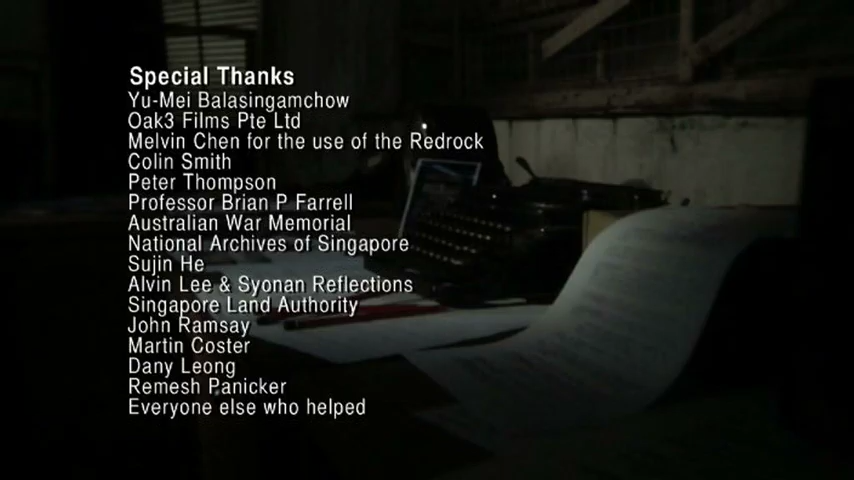 Special Thanks
Yu-Mei Balasingamchow
Oak3 Films Pte Ltd
Melvin Chen for the use of the Redrock
Colin Smith
Peter Thompson
Professor Brian P Farrell
Australian War Memorial
National Archives of Singapore
Sujin He
Alvin Lee & Syonan Reflections
Singapore Land Authority
John Ramsay
Martin Coster
Dany Leong
Remesh Panicker
Everyone else who helped